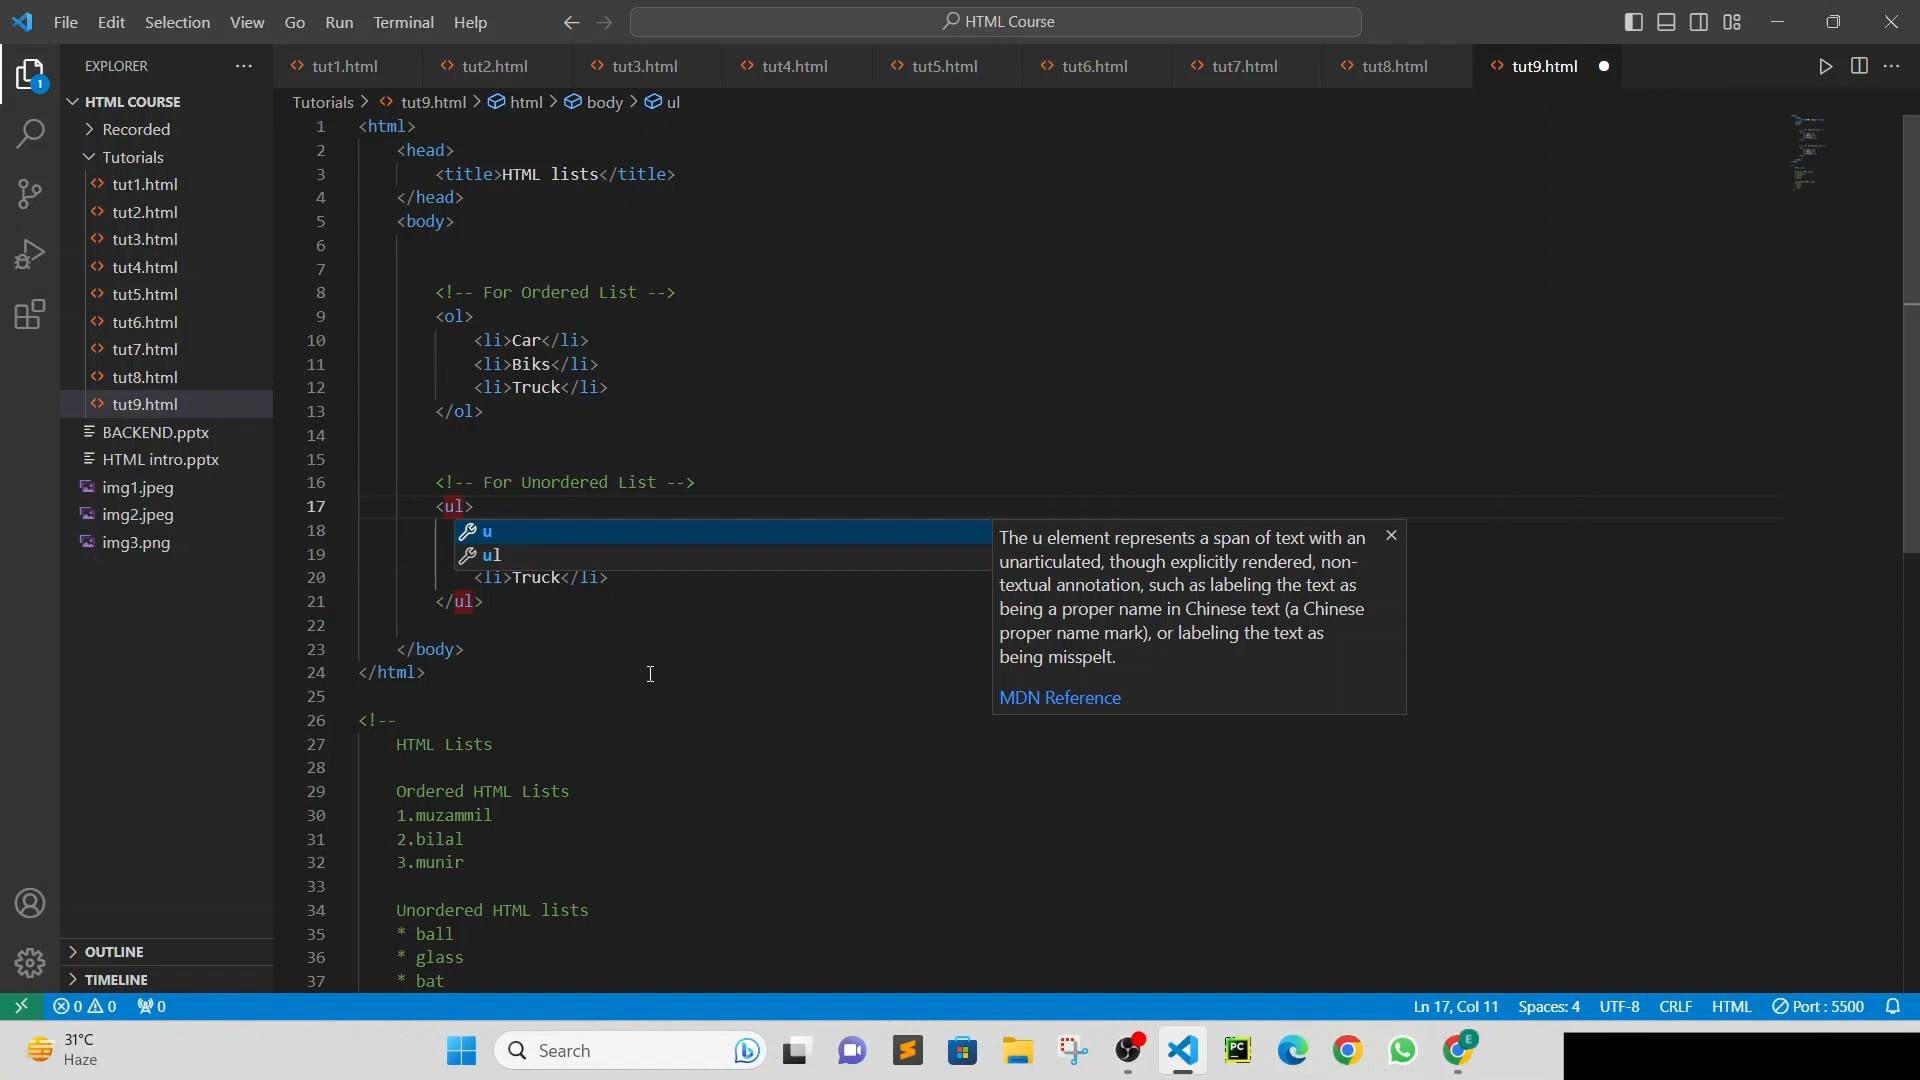 File Edit Selection View Go Run Terminal Help
HTML Course
EXPLORER
tut1.html tut2.html tut3.html tut4.html tut5.html tut6.html tut7.html tut8.html tut9.html
HTML COURSE
Recorded
Tutorials
tut1.html
tut2.html
tut3.html
tut4.html
tut5.html
tut6.html
tut7.html
tut8.html
tut9.html
BACKEND.pptx
HTML intro.pptx
img1.jpeg
img2.jpeg
img3.png
OUTLINE
TIMELINE
1
Tutorials > tut9.html > html > body > ul
1 <html>
2 <head>
3 <title>HTML lists</title>
4 </head>
5 <body>
6
7
8 <!-- For Ordered List -->
9 <ol>
10 <li>Car</li>
11 <li>Biks</li>
12 <li>Truck</li>
13 </ol>
14
15
16 <!-- For Unordered List -->
17 <ul>
18
19
20 <li>Truck</li>
21 </ul>
22
23 </body>
24 </html>
25
26 <!--
27 HTML Lists
28
29 Ordered HTML Lists
30 1.muzammil
31 2.bilal
32 3.munir
33
34 Unordered HTML lists
35 * ball
36 * glass
37 * bat
u
ul
The u element represents a span of text with an
unarticulated, though explicitly rendered, non-
textual annotation, such as labeling the text as
being a proper name in Chinese text (a Chinese
proper name mark), or labeling the text as
being misspelt.
MDN Reference
0 0 0
Ln 17, Col 11 Spaces: 4 UTF-8 CRLF HTML Port : 5500
31°C
Haze
Search
PC
E